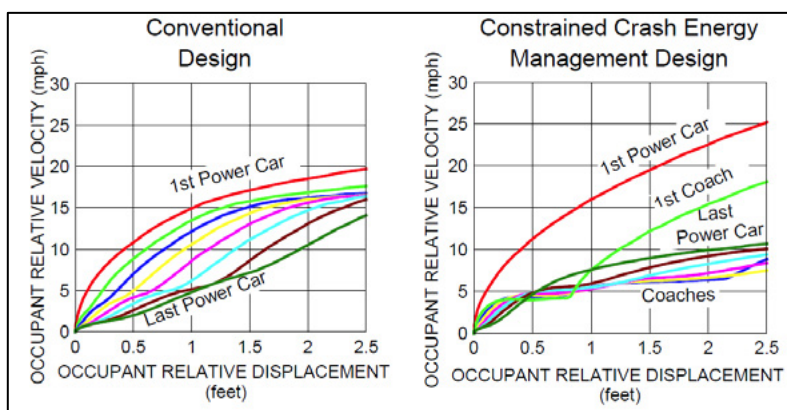 Conventional
Design
OCCUPANT RELATIVE VELOCITY (mph)
30
25
20
15
10
5
0
1st Power Car
Last Power Car
0 0.5 1 1.5 2 2.5
OCCUPANT RELATIVE DISPLACEMENT
(feet)
Constrained Crash Energy
Management Design
OCCUPANT RELATIVE VELOCITY (mph)
30
25
20
15
10
5
0
1st Power Car
1st Coach
Last
Power Car
Coaches
0 0.5 1 1.5 2 2.5
OCCUPANT RELATIVE DISPLACEMENT
(feet)